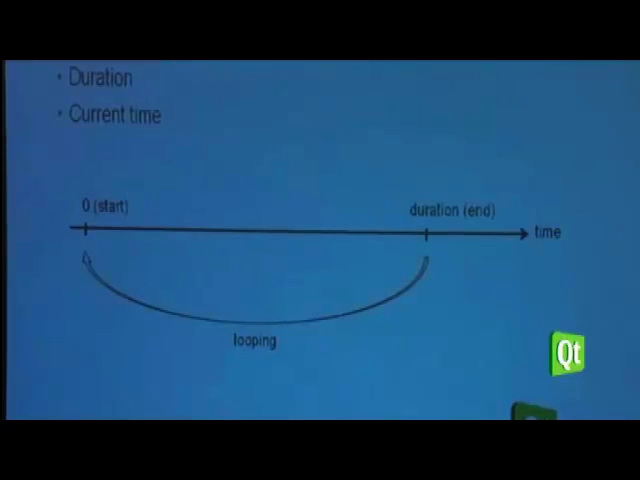 • Duration
• Current time
0 (start)
duration (end)
time
looping
Qt